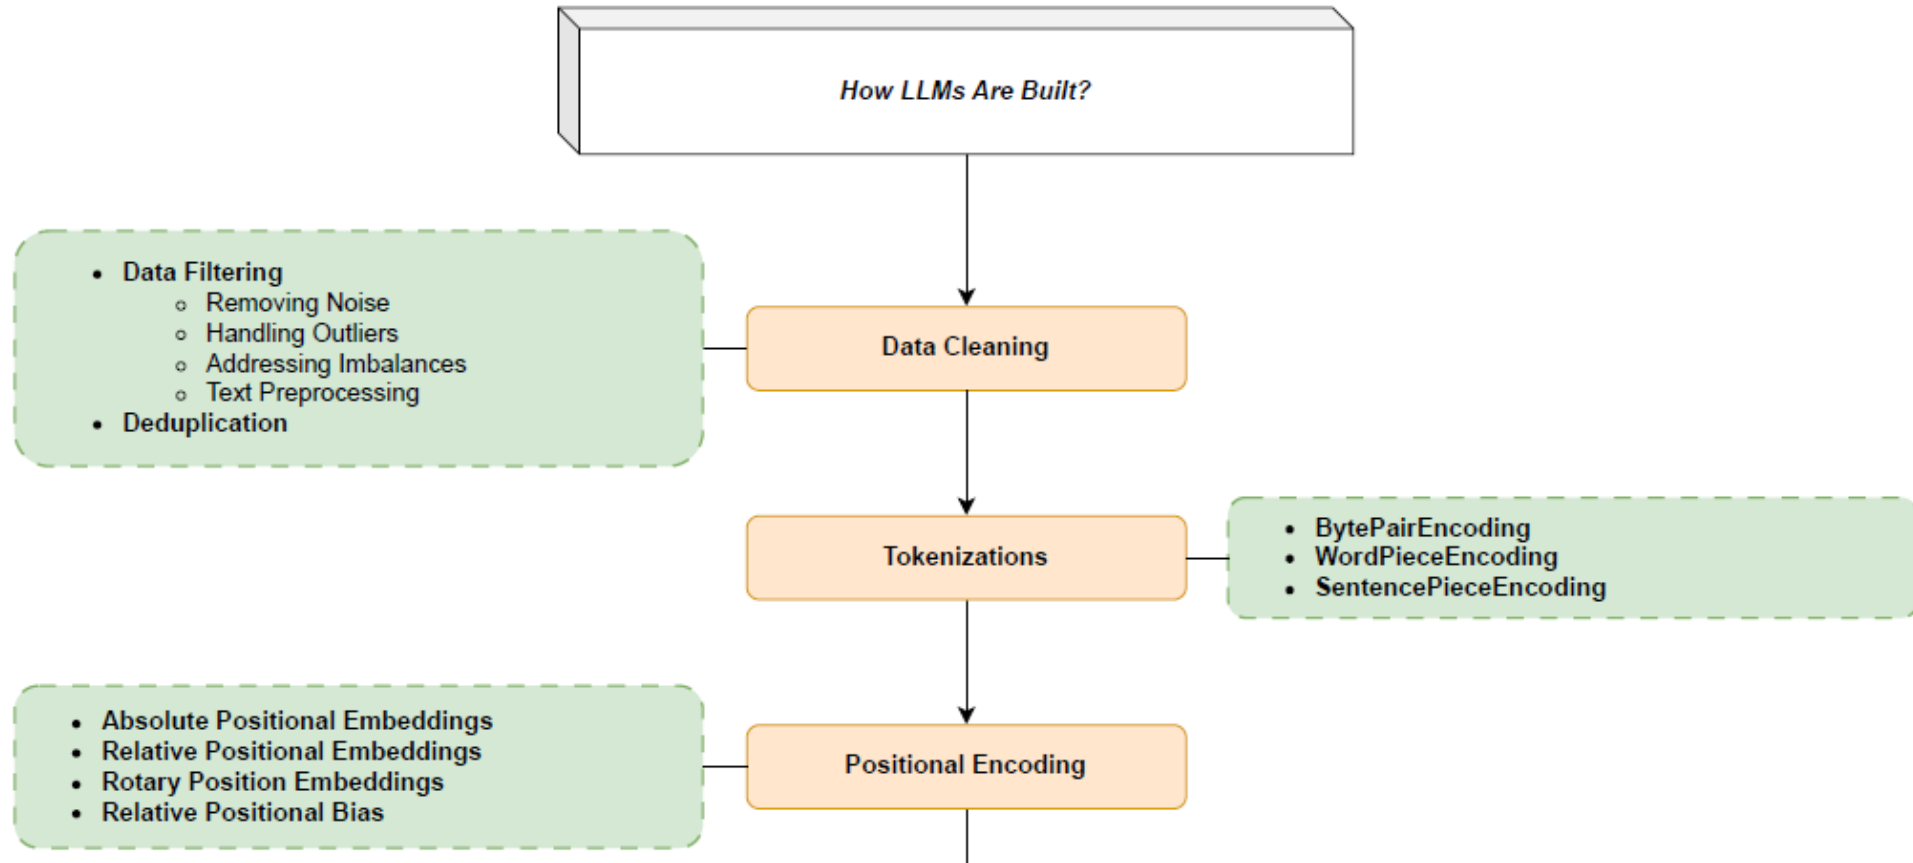 How LLMs Are Built?
Data Filtering
Removing Noise
Handling Outliers
Addressing Imbalances
Text Preprocessing
Deduplication
Data Cleaning
Tokenizations
BytePairEncoding
WordPieceEncoding
SentencePieceEncoding
Absolute Positional Embeddings
Relative Positional Embeddings
Rotary Position Embeddings
Relative Positional Bias
Positional Encoding